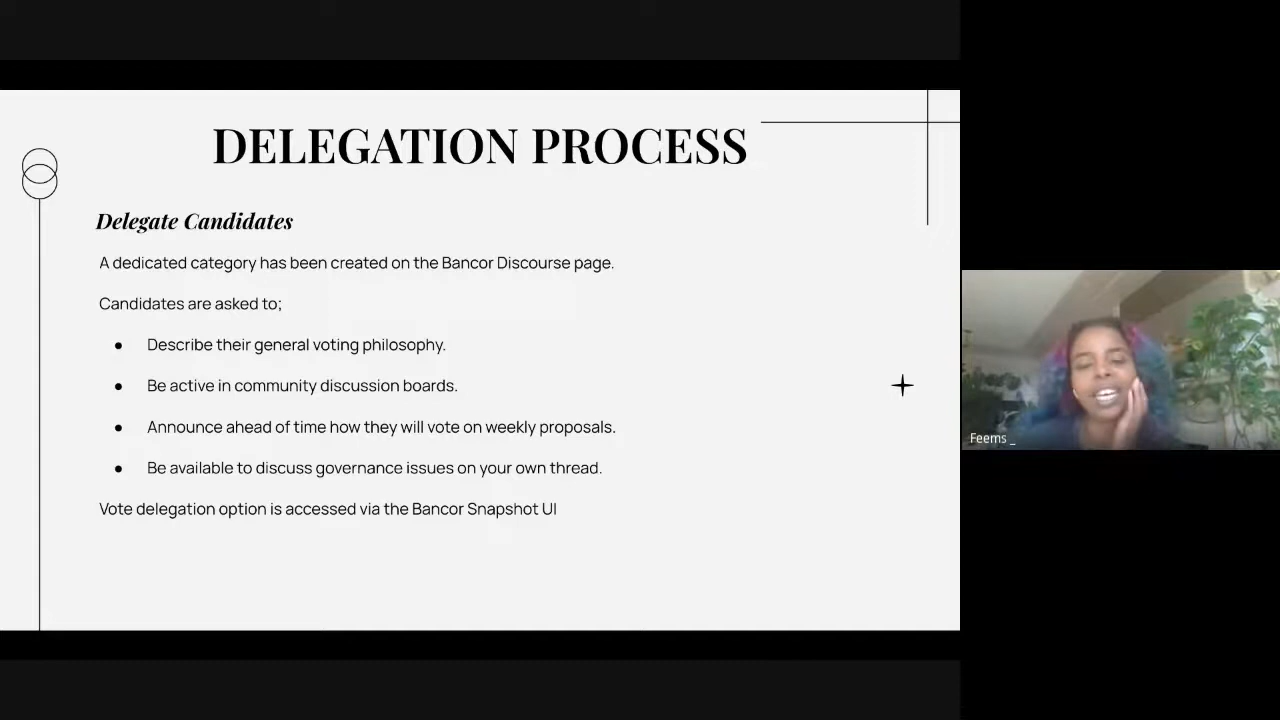 DELEGATION PROCESS
Delegate Candidates
A dedicated category has been created on the Bancor Discourse page.
Candidates are asked to;
● Describe their general voting philosophy.
● Be active in community discussion boards.
● Announce ahead of time how they will vote on weekly proposals.
● Be available to discuss governance issues on your own thread.
Vote delegation option is accessed via the Bancor Snapshot UI
Feems _